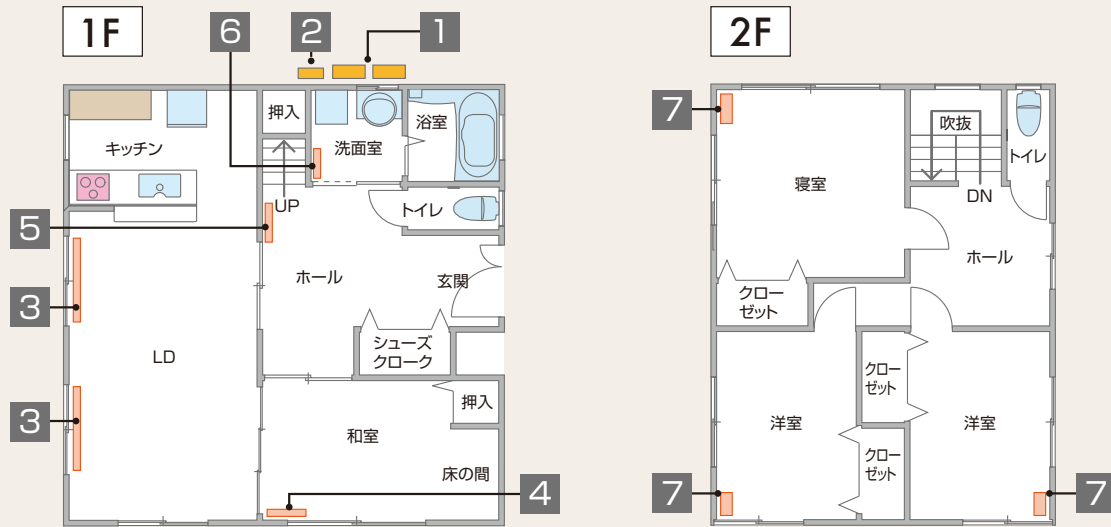 1F
6
2
1
押入
キッチン
洗面室
浴室
UP
トイレ
5
ホール
玄関
3
シューズ
クローク
LD
3
押入
和室
床の間
4
2F
7
吹抜
トイレ
寝室
DN
ホール
クロー
ゼット
クロー
ゼット
洋室
洋室
クロー
ゼット
7
7